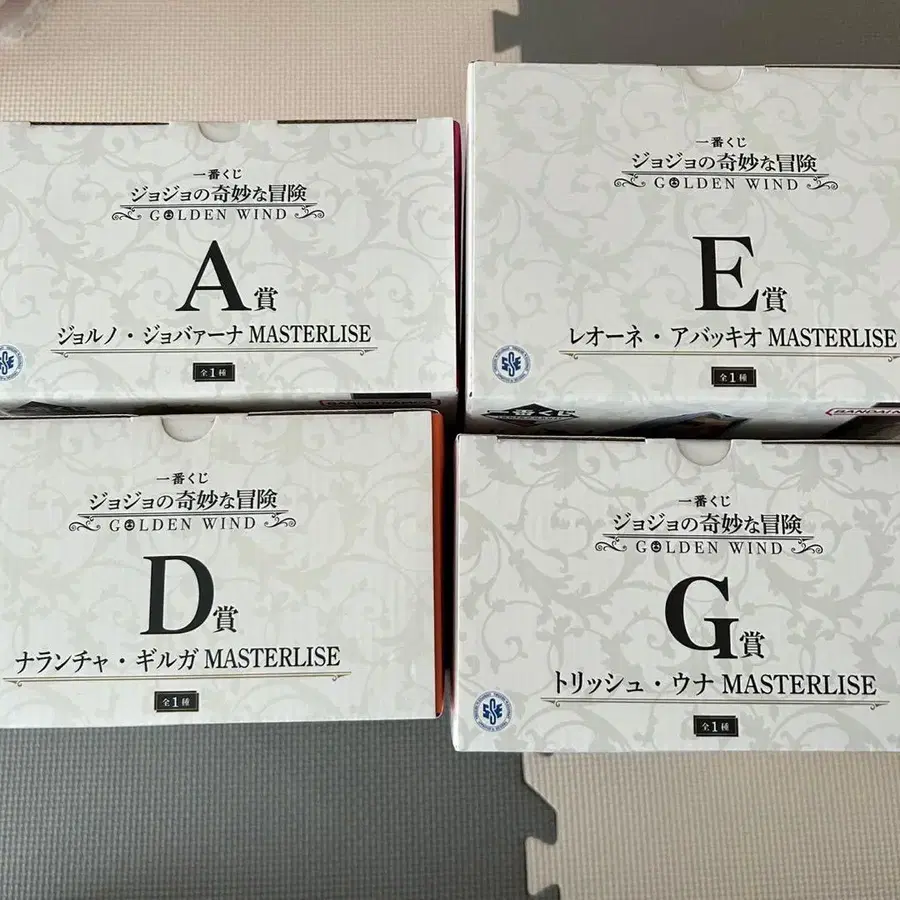 一番くじ
ジョジョの奇妙な冒険
GOLDEN WIND
A賞
ジョルノ・ジョバァーナ MASTERLISE
全1種
一番くじ
ジョジョの奇妙な冒険
GOLDEN WIND
E賞
レオーネ・アバッキオ MASTERLISE
全1種
一番くじ
BANDAI NAM
一番くじ
ジョジョの奇妙な冒険
GOLDEN WIND
D賞
ナランチャ・ギルガ MASTERLISE
全1種
一番くじ
ジョジョの奇妙な冒険
GOLDEN WIND
G賞
トリッシュ・ウナ MASTERLISE
全1種